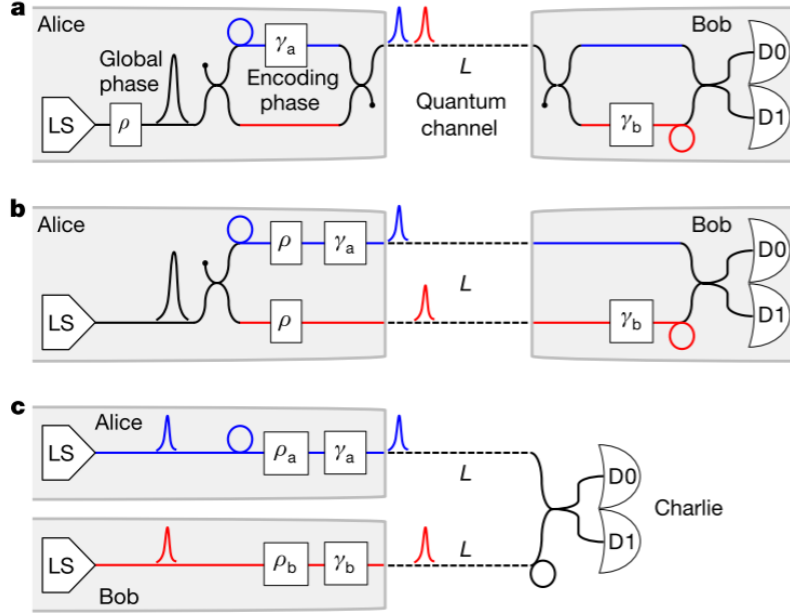 a
Alice
Global
phase
LS
ρ
γa
Encoding
phase
L
Quantum
channel
Bob
γb
D0
D1
b
Alice
LS
ρ
γa
ρ
L
L
Bob
γb
D0
D1
c
Alice
LS
ρa
γa
L
LS
ρb
γb
L
Bob
D0
D1
Charlie